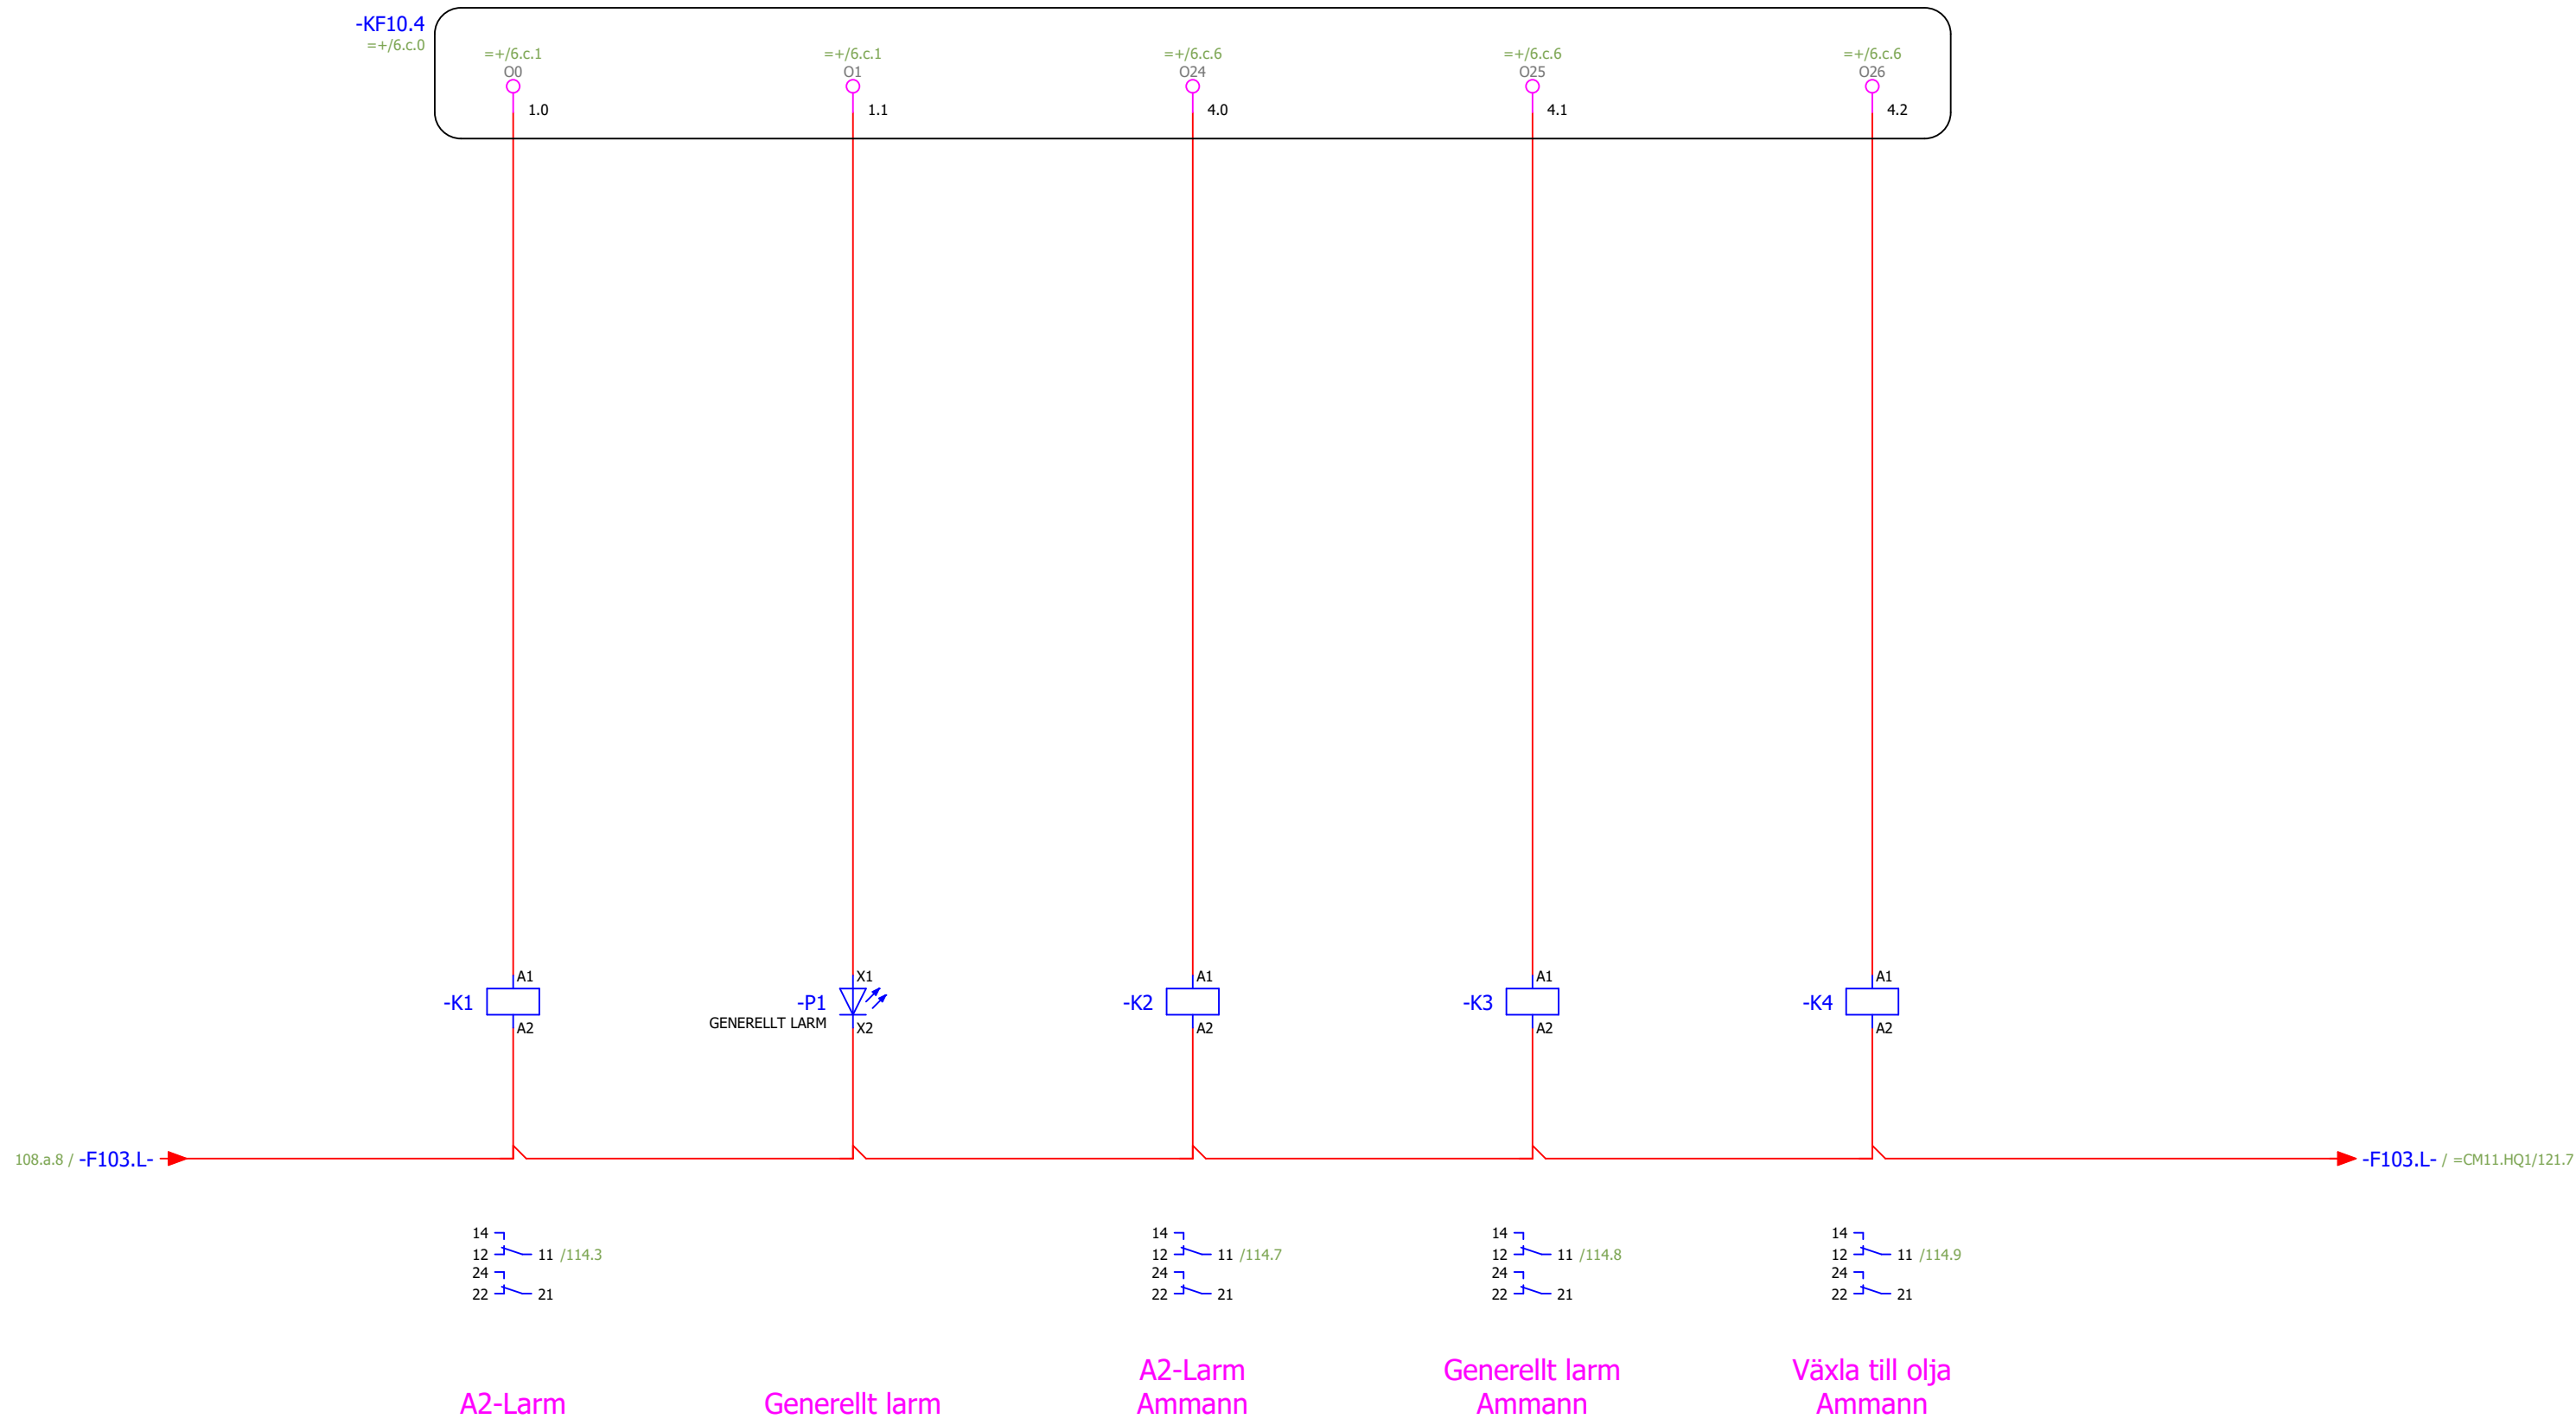 -KF10.4
=+/6.c.0
=+/6.c.1 =+/6.c.1 =+/6.c.6 =+/6.c.6 =+/6.c.6
O0 O1 O24 O25 O26
1.0 1.1 4.0 4.1 4.2
A1 X1 A1 A1 A1
-K1 -P1 -K2 -K3 -K4
GENERELLT LARM
A2 X2 A2 A2 A2
108.a.8 / -F103.L- -F103.L- / =CM11.HQ1/121.7
14 14 14 14
12 11 /114.3 12 11 /114.7 12 11 /114.8 12 11 /114.9
24 24 24 24
22 21 22 21 22 21 22 21
A2-Larm Generellt larm Växla till olja
A2-Larm Generellt larm Ammann Ammann Ammann